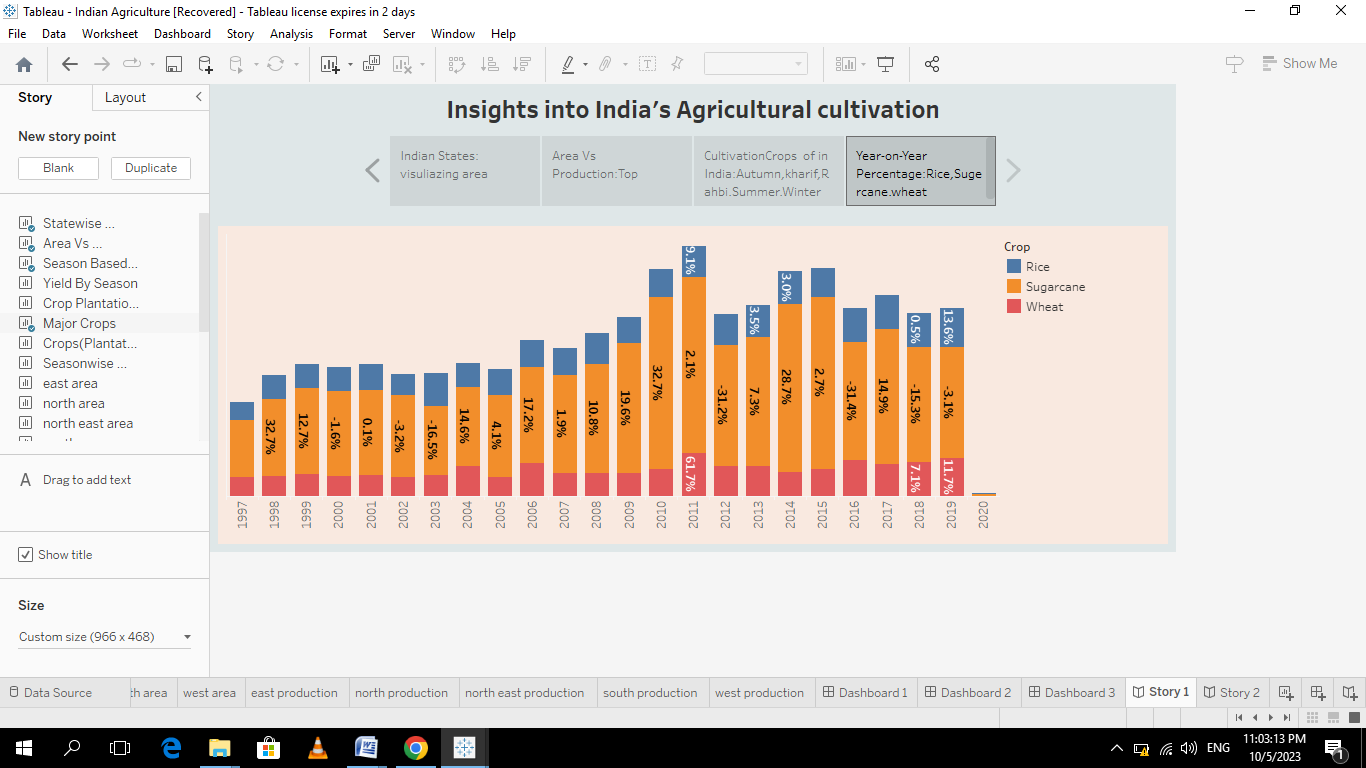 Tableau - Indian Agriculture [Recovered] - Tableau license expires in 2 days
File Data Worksheet Dashboard Story Analysis Format Server Window Help
Show Me
Story Layout
New story point
Blank Duplicate
Statewise ...
Area Vs ...
Season Based...
Yield By Season
Crop Plantatio...
Major Crops
Crops(Plantat...
Seasonwise ...
east area
north area
north east area
A Drag to add text
Show title
Size
Custom size (966 x 468)
Insights into India's Agricultural cultivation
Indian States:
visuliazing area
Area Vs
Production:Top
CultivationCrops of in
India:Autumn,kharif,R
ahbi.Summer.Winter
Year-on-Year
Percentage:Rice,Suge
rcane.wheat
9.1%
3.5%
3.0%
0.5%
13.6%
32.7%
12.7%
-1.6%
0.1%
-3.2%
-16.5%
14.6%
4.1%
17.2%
1.9%
10.8%
19.6%
32.7%
2.1%
-31.2%
7.3%
28.7%
2.7%
-31.4%
14.9%
-15.3%
-3.1%
61.7%
7.1%
11.7%
1997 1998 1999 2000 2001 2002 2003 2004 2005 2006 2007 2008 2009 2010 2011 2012 2013 2014 2015 2016 2017 2018 2019 2020
Crop
Rice
Sugarcane
Wheat
Data Source th area west area east production north production north east production south production west production Dashboard 1 Dashboard 2 Dashboard 3 Story 1 Story 2
ENG
11:03:13 PM
10/5/2023
1